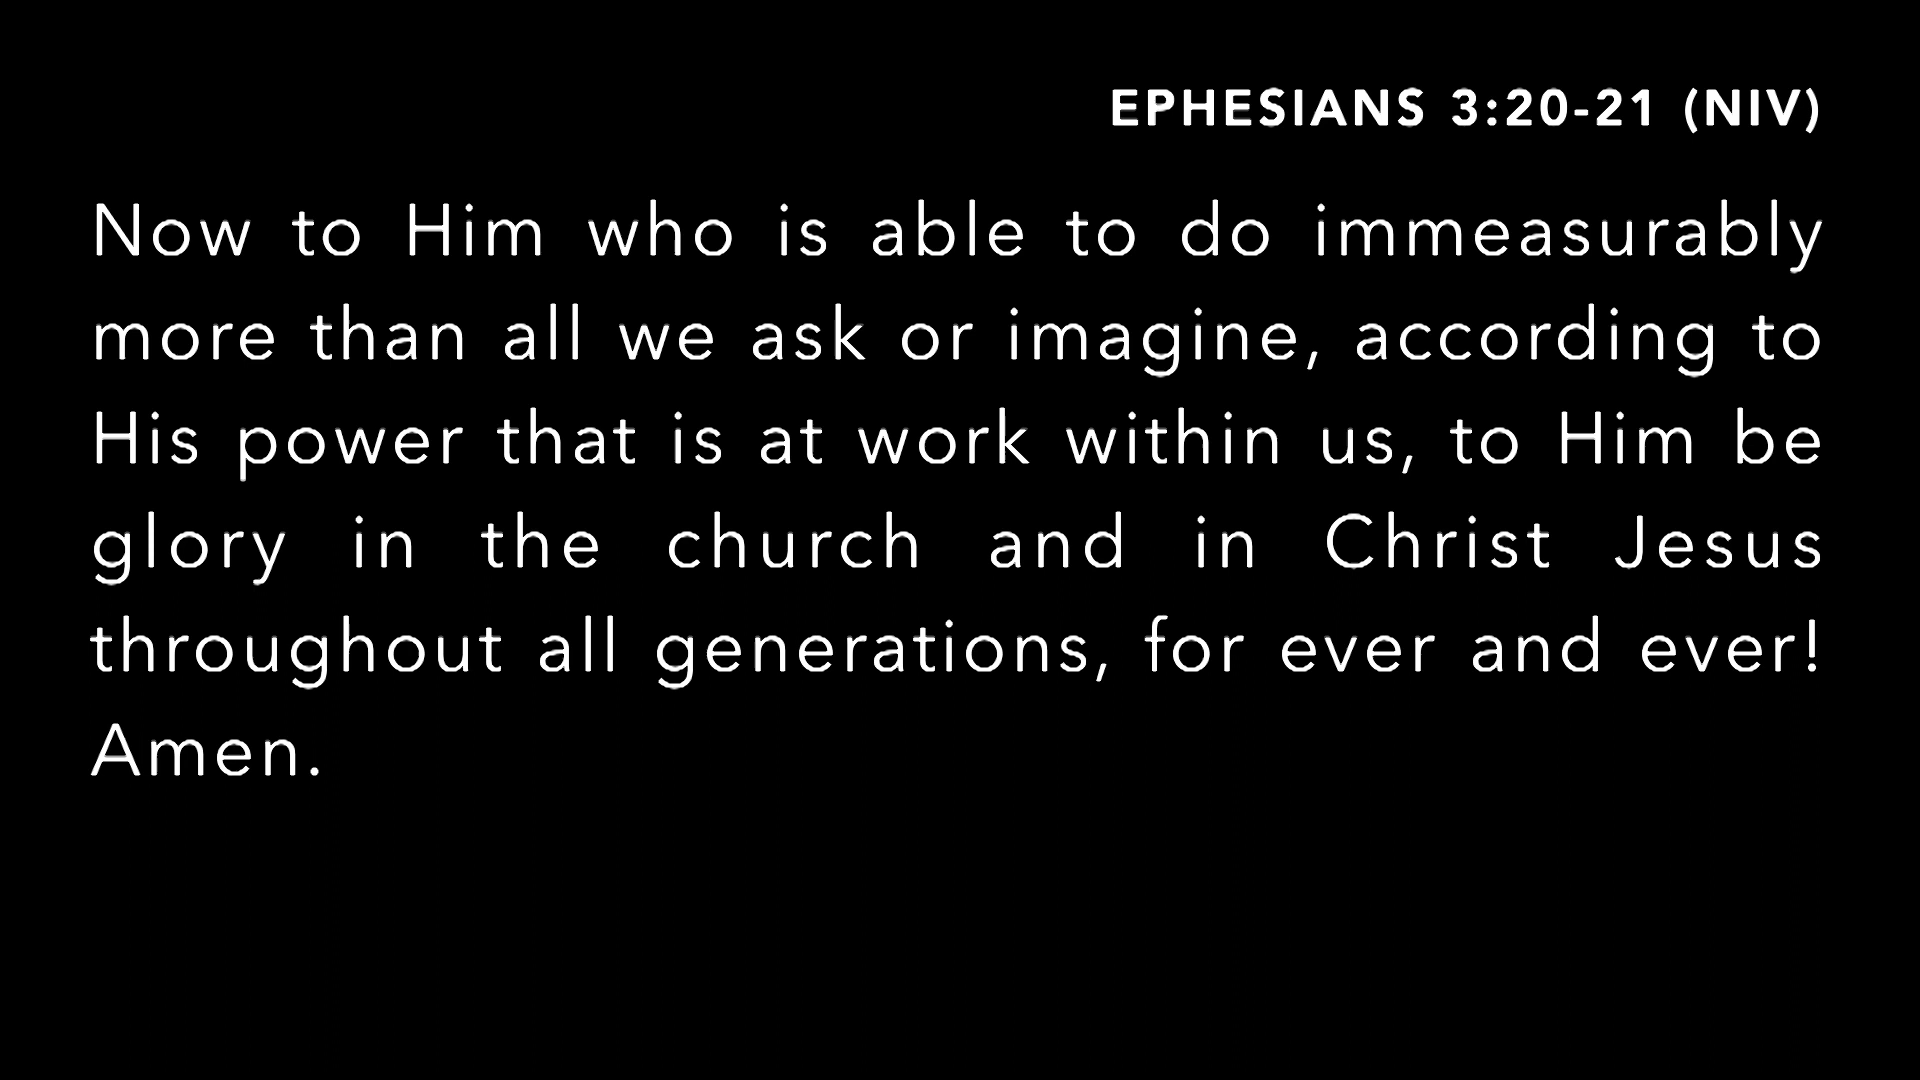 EPHESIANS 3:20-21 (NIV)
Now to Him who is able to do immeasurably
more than all we ask or imagine, according to
His power that is at work within us, to Him be
glory in the church and in Christ Jesus
throughout all generations, for ever and ever!
Amen.